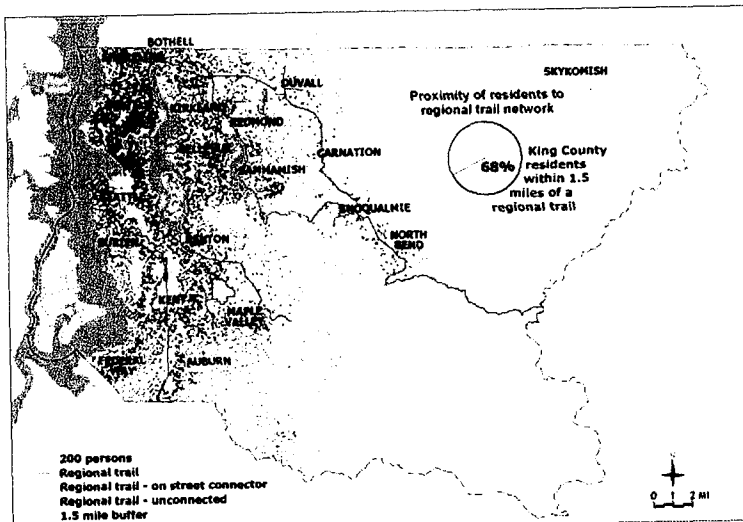 BOTHELL
SKYKOMISH
DUVALL
Proximity of residents to
regional trail network
KIRKLAND
REDMOND
King County
residents
within 1.5
miles of a
regional trail
68%
CARNATION
BELLEVUE
SAMMAMISH
SNOQUALMIE
NORTH
BEND
BURIEN
RENTON
KENT
MAPLE
VALLEY
FEDERAL
WAY
AUBURN
200 persons
Regional trail
Regional trail - on street connector
Regional trail - unconnected
1.5 mile buffer
N
0 1 2 MI